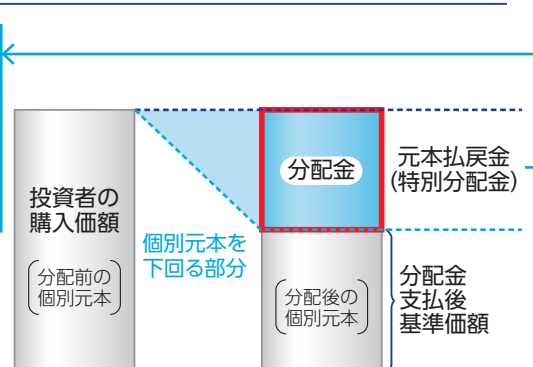 投資者の
購入価額
分配前の
個別元本
個別元本を
下回る部分
分配金
元本払戻金
(特別分配金)
分配後の
個別元本
分配金
支払後
基準価額